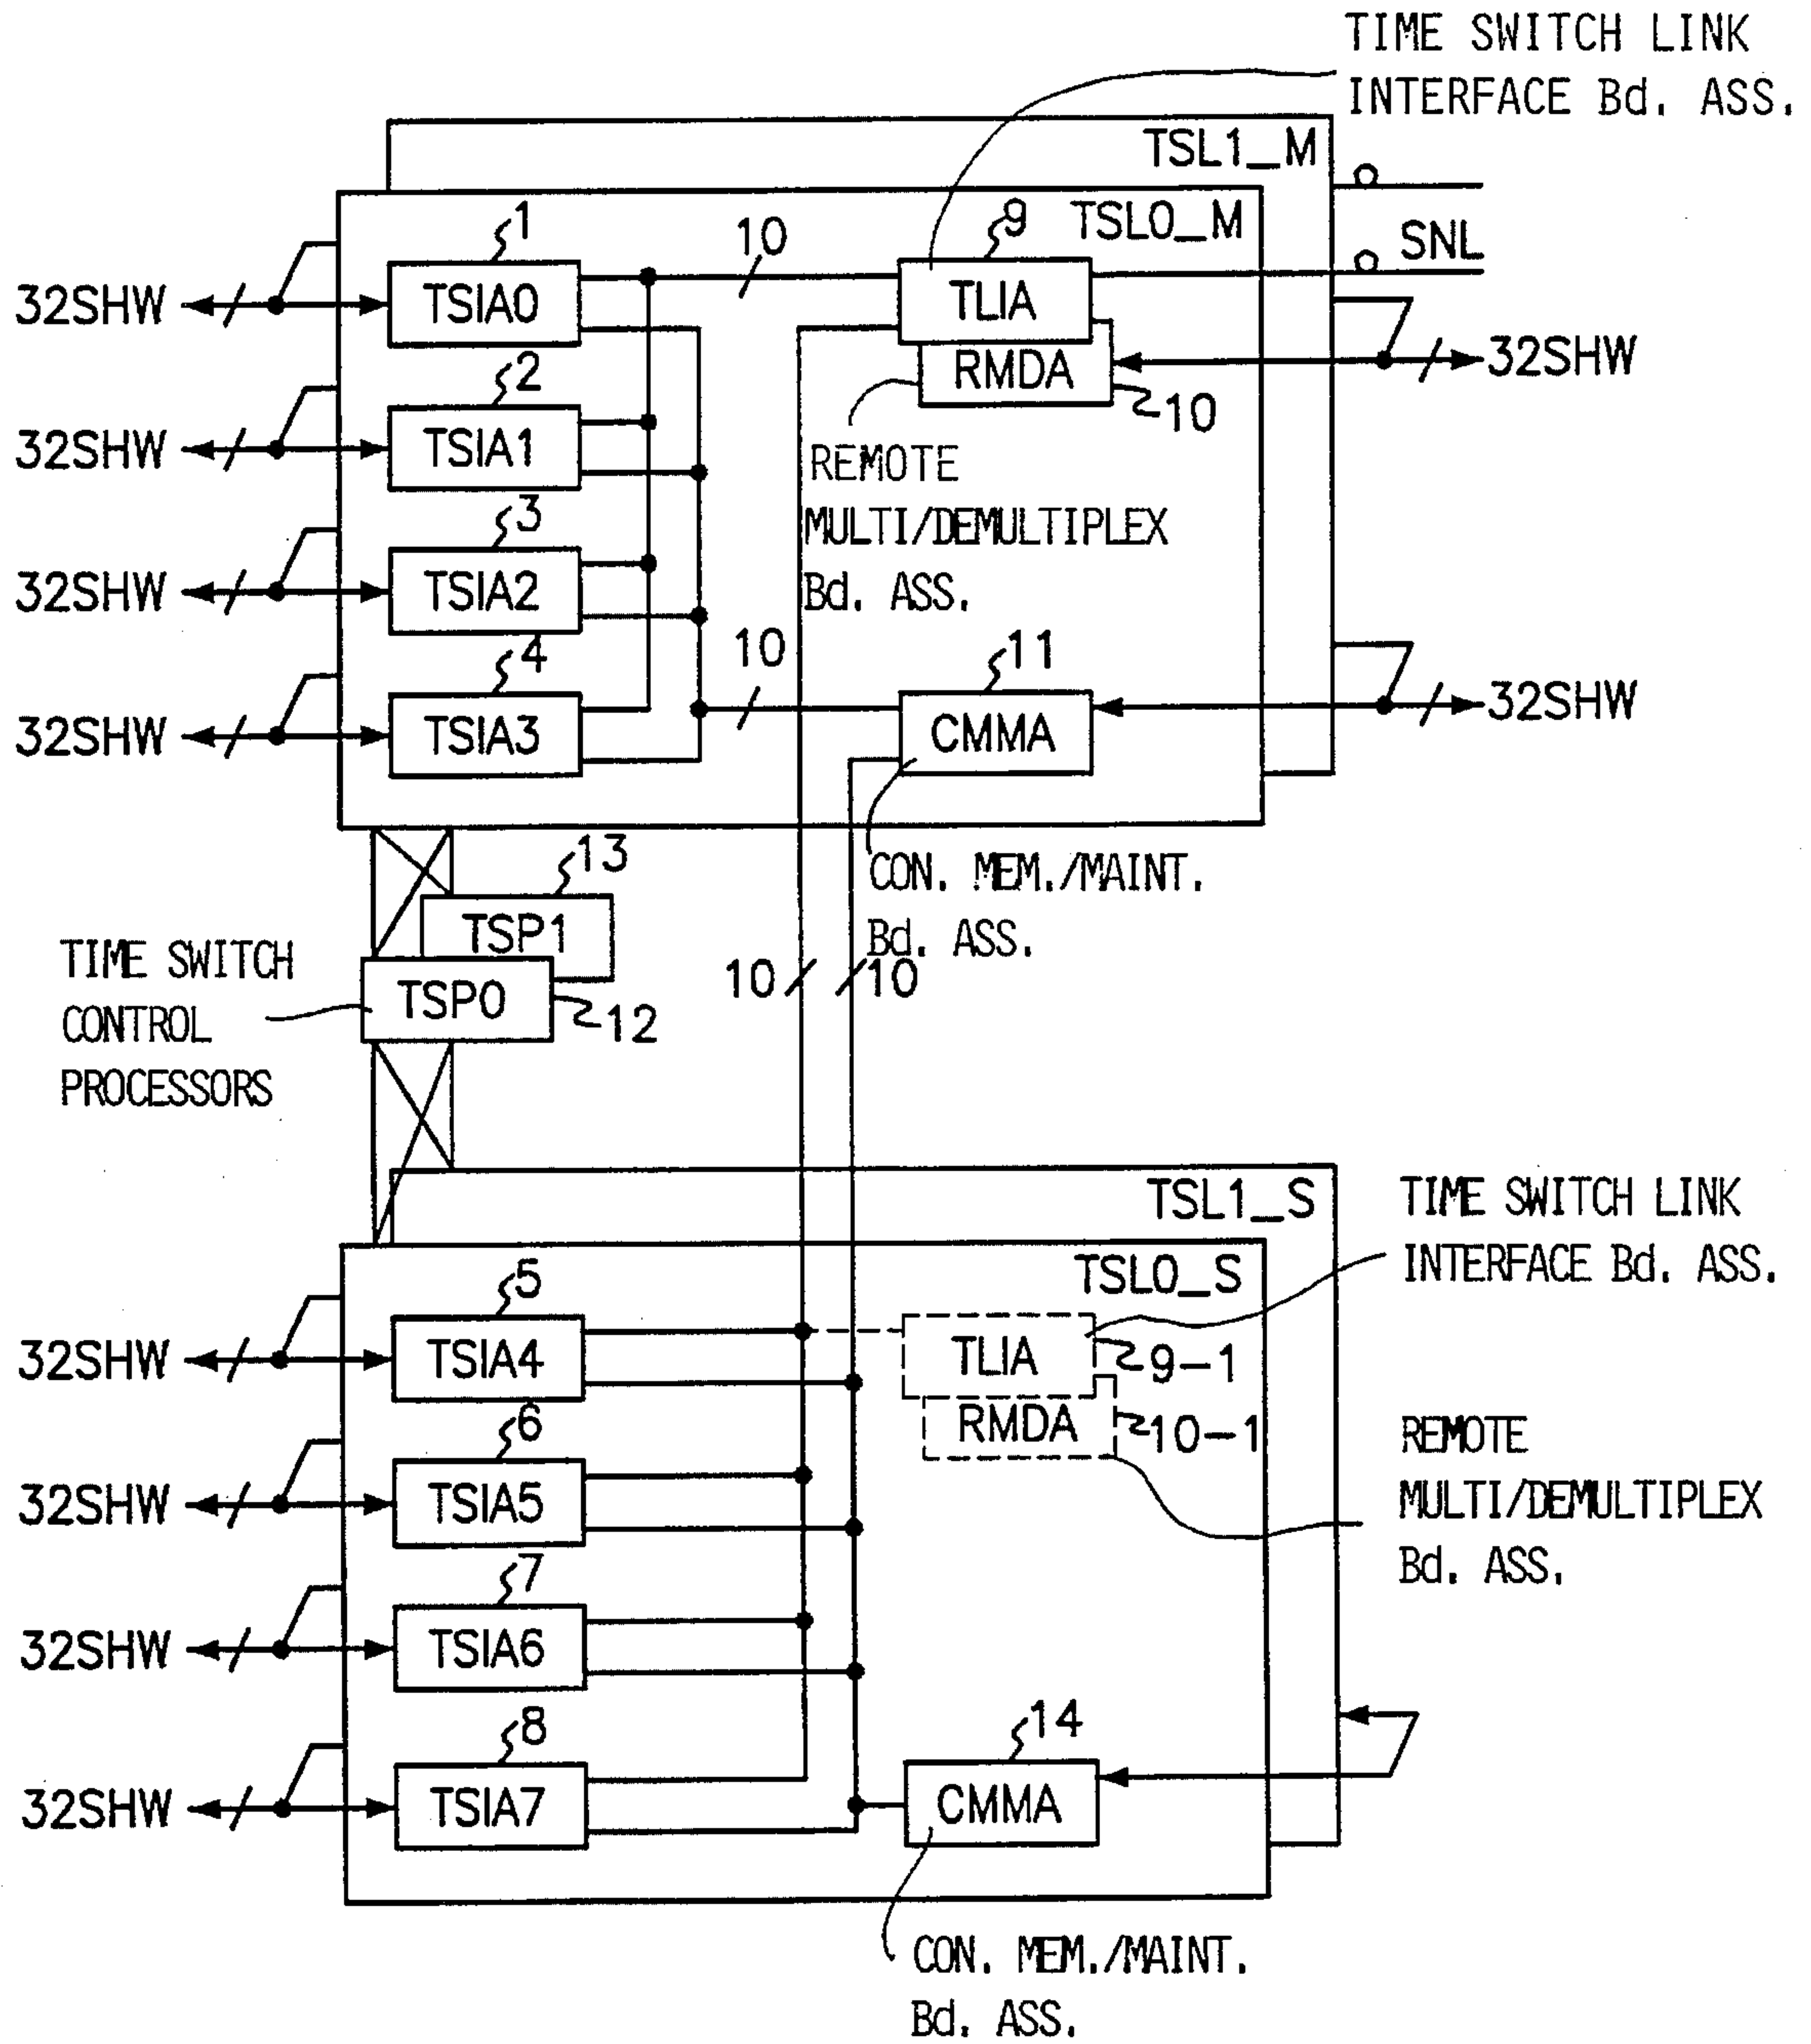 TIME SWITCH LINK
INTERFACE Bd. ASS.
TSL1_M
TSL0_M
SNL
1
10
9
32SHW
TSIA0
TLIA
RMDA
32SHW
10
2
32SHW
TSIA1
REMOTE
MULTI/DEMULTIPLEX
Bd. ASS.
3
32SHW
TSIA2
4
10
11
32SHW
TSIA3
CMMA
32SHW
CON. MEM./MAINT.
Bd. ASS.
13
TSP1
TIME SWITCH
CONTROL
PROCESSORS
TSP0
12
10
10
TSL1_S
TSL0_S
TIME SWITCH LINK
INTERFACE Bd. ASS.
5
32SHW
TSIA4
TLIA
9-1
RMDA
10-1
REMOTE
MULTI/DEMULTIPLEX
Bd. ASS.
6
32SHW
TSIA5
7
32SHW
TSIA6
8
14
32SHW
TSIA7
CMMA
CON. MEM./MAINT.
Bd. ASS.